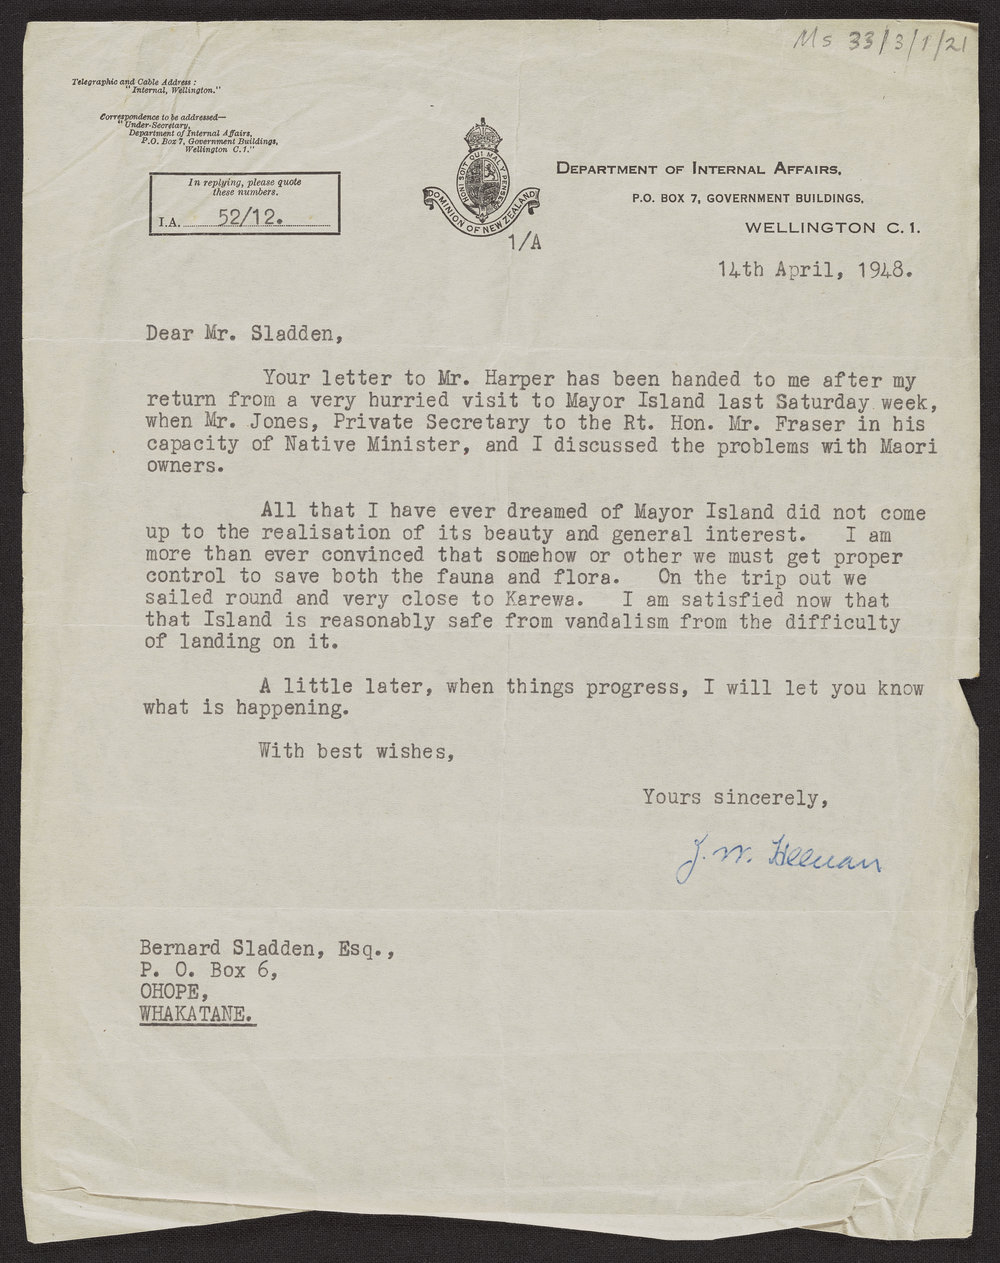 Ms 33/3/1/21
Telegraphic and Cable Address :
"Internal, Wellington."
Correspondence to be addressed—
"Under-Secretary,
Department of Internal Affairs,
P.O. Box 7, Government Buildings,
Wellington C.1."
In replying, please quote
these numbers.
I.A. 52/12.
HONI SOIT QUI MAL Y PENSE
DOMINION OF NEW ZEALAND
1/A
DEPARTMENT OF INTERNAL AFFAIRS,
P.O. BOX 7, GOVERNMENT BUILDINGS,
WELLINGTON C.1.
14th April, 1948.
Dear Mr. Sladden,
Your letter to Mr. Harper has been handed to me after my
return from a very hurried visit to Mayor Island last Saturday week,
when Mr. Jones, Private Secretary to the Rt. Hon. Mr. Fraser in his
capacity of Native Minister, and I discussed the problems with Maori
owners.
All that I have ever dreamed of Mayor Island did not come
up to the realisation of its beauty and general interest. I am
more than ever convinced that somehow or other we must get proper
control to save both the fauna and flora. On the trip out we
sailed round and very close to Karewa. I am satisfied now that
that Island is reasonably safe from vandalism from the difficulty
of landing on it.
A little later, when things progress, I will let you know
what is happening.
With best wishes,
Yours sincerely,
J. W. Heenan
Bernard Sladden, Esq.,
P. O. Box 6,
OHOPE,
WHAKATANE.